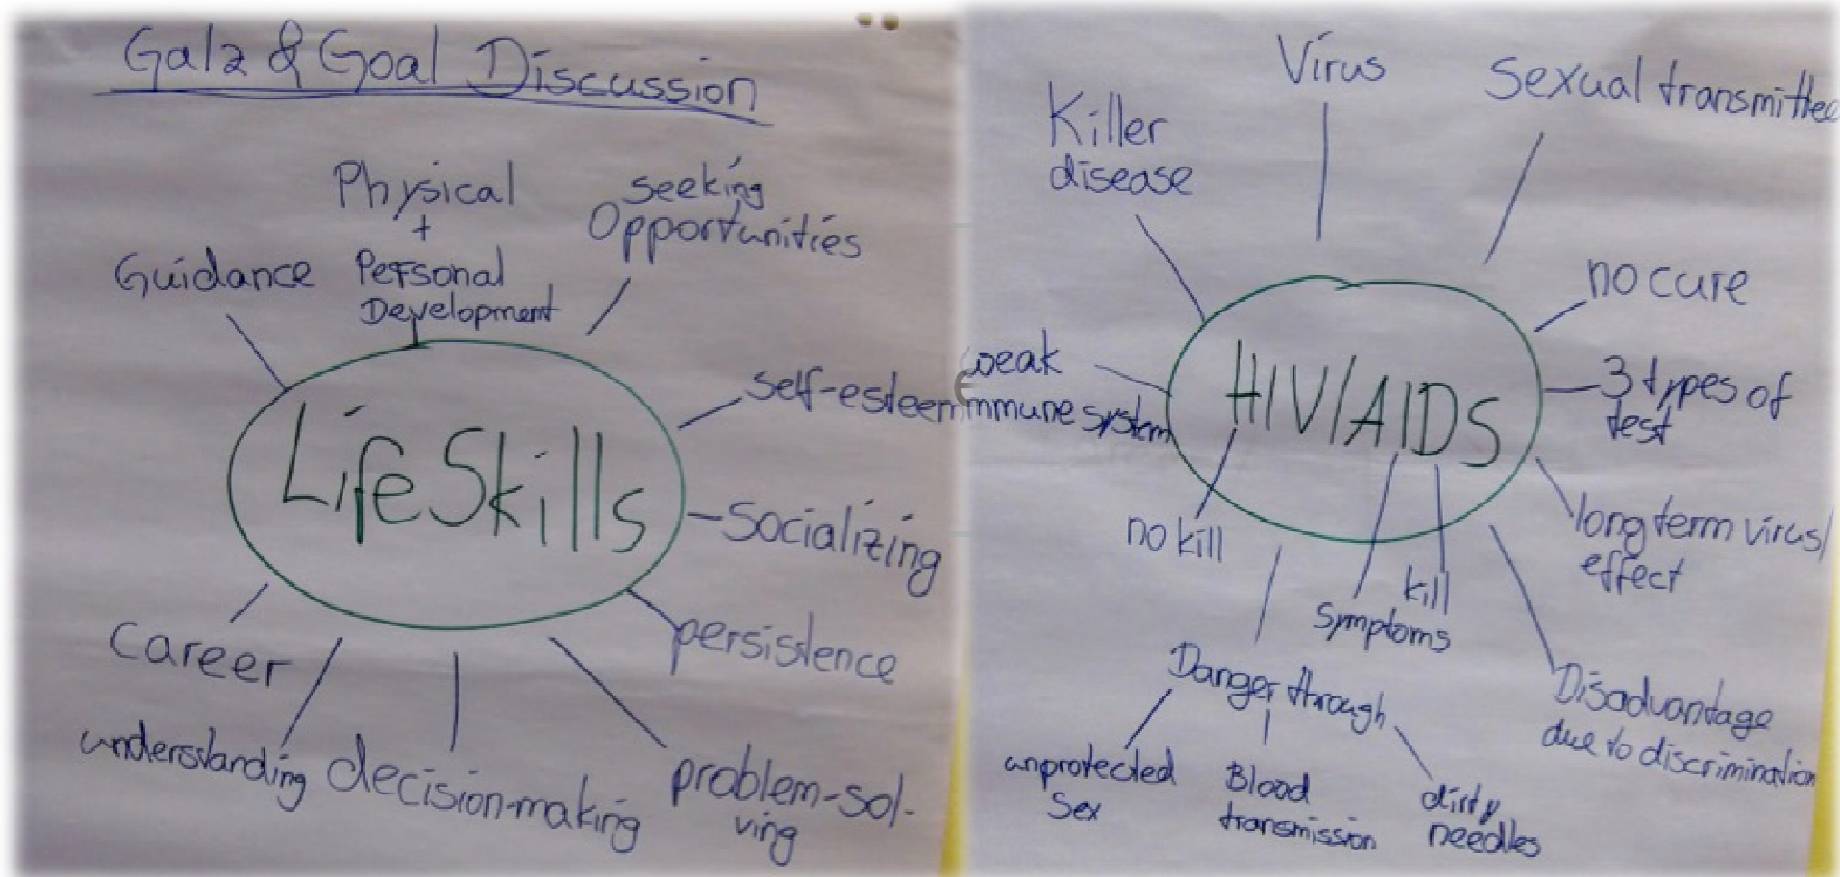 Galz & Goal Discussion
Physical
+
Personal
Development
seeking
Opportunities
Guidance
self-esteem
Life Skills
socializing
persistence
career
understanding
decision-making
problem-sol-
ving
Virus
Sexual transmitted
Killer
disease
no cure
weak
immune system
HIV/AIDS
3 types of
test
no kill
long term virus/
effect
kill
Symptoms
Danger through
Disadvantage
due to discrimination
unprotected
sex
Blood
transmission
dirty
needles